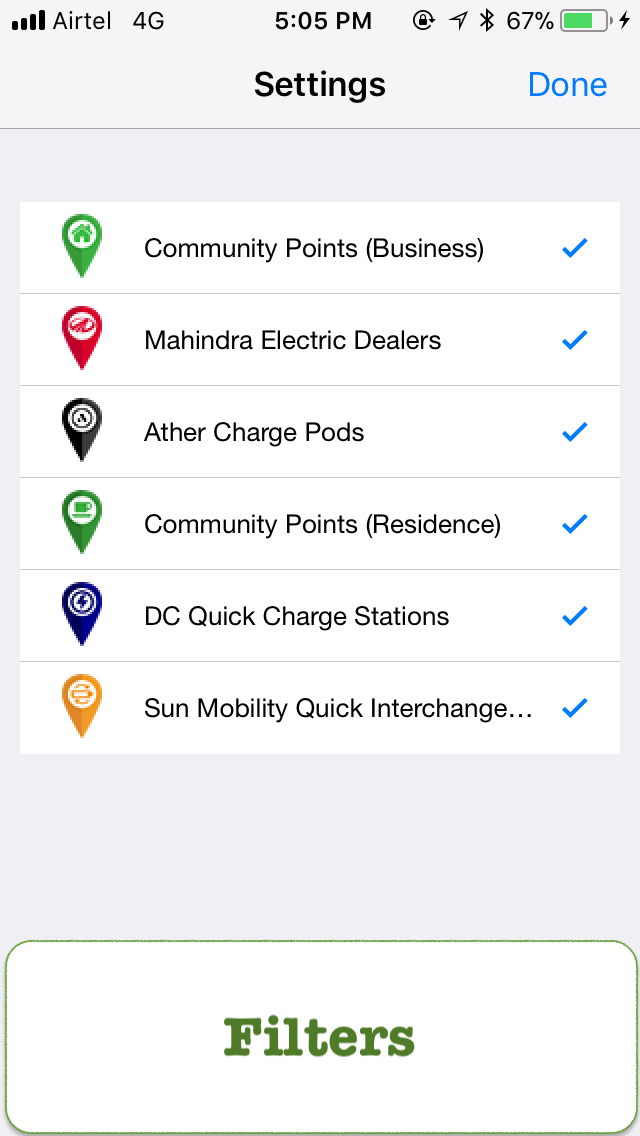 Airtel 4G 5:05 PM 67%
Settings Done
Community Points (Business)
Mahindra Electric Dealers
Ather Charge Pods
Community Points (Residence)
DC Quick Charge Stations
Sun Mobility Quick Interchange...
Filters